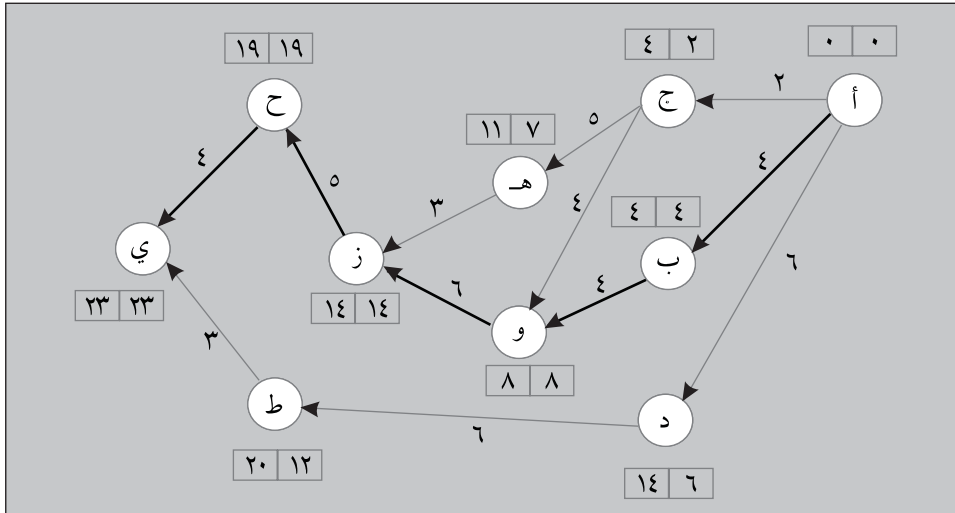 ٠ ٠
أ
٢
٢ ٤
ج
١٩ ١٩
ح
٥
٧ ١١
هـ
٤
٤
٥
٤
٣
٤ ٤
ب
ز
ي
٦
٦
٤
١٤ ١٤
٢٣ ٢٣
و
٣
٨ ٨
ط
د
٦
١٢ ٢٠
٦ ١٤